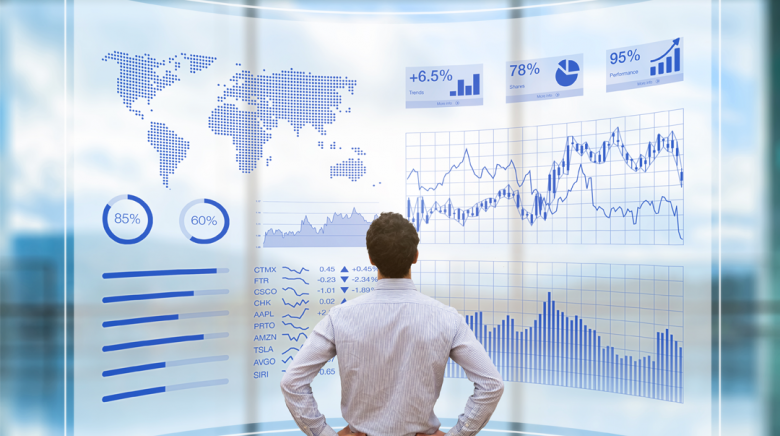 +6.5%
Trends
78%
Shares
95%
Performance
85%
60%
CTMX 0.45 ▲ +0.45%
FTR -0.23 ▼ -2.34%
CSCO -1.01 ▼ -1.89%
CHK 0.02 ▲
AAPL +2
PRTO
AMZN
TSLA
AVGO
SIRI 0.65